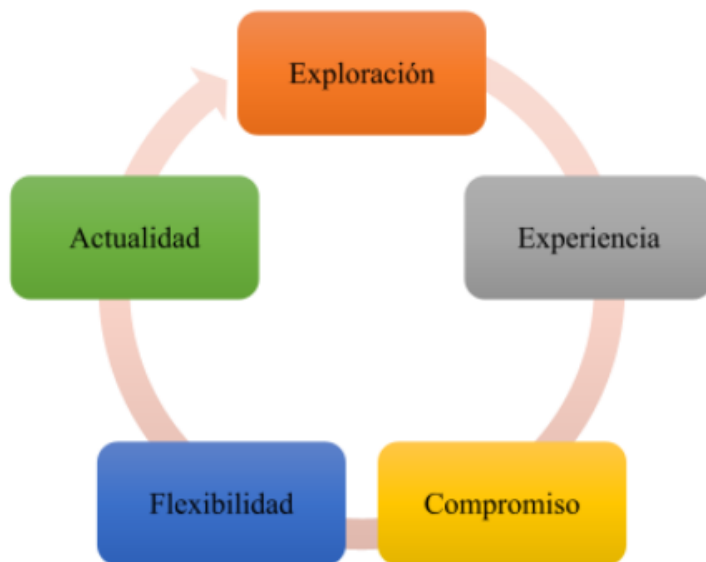 Exploración
Experiencia
Compromiso
Flexibilidad
Actualidad